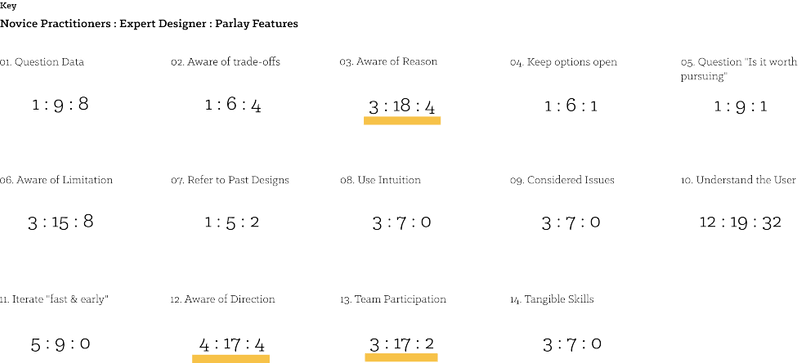 Key
Novice Practitioners : Expert Designer : Parlay Features
01. Question Data
02. Aware of trade-offs
03. Aware of Reason
04. Keep options open
05. Question "Is it worth
pursuing"
1 : 9 : 8
1 : 6 : 4
3 : 18 : 4
1 : 6 : 1
1 : 9 : 1
06. Aware of Limitation
07. Refer to Past Designs
08. Use Intuition
09. Considered Issues
10. Understand the User
3 : 15 : 8
1 : 5 : 2
3 : 7 : 0
3 : 7 : 0
12 : 19 : 32
11. Iterate "fast & early"
12. Aware of Direction
13. Team Participation
14. Tangible Skills
5 : 9 : 0
4 : 17 : 4
3 : 17 : 2
3 : 7 : 0